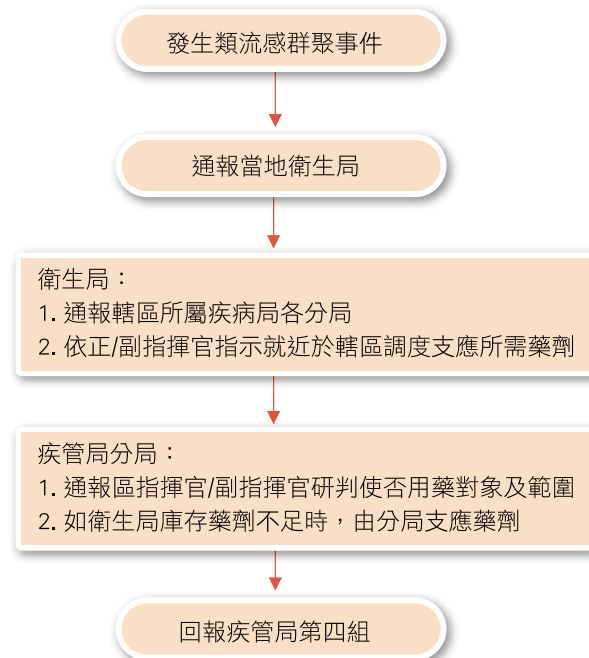 發生類流感群聚事件
通報當地衛生局
衛生局：
1. 通報轄區所屬疾病局各分局
2. 依正/副指揮官指示就近於轄區調度支應所需藥劑
疾管局分局：
1. 通報區指揮官/副指揮官研判使否用藥對象及範圍
2. 如衛生局庫存藥劑不足時，由分局支應藥劑
回報疾管局第四組